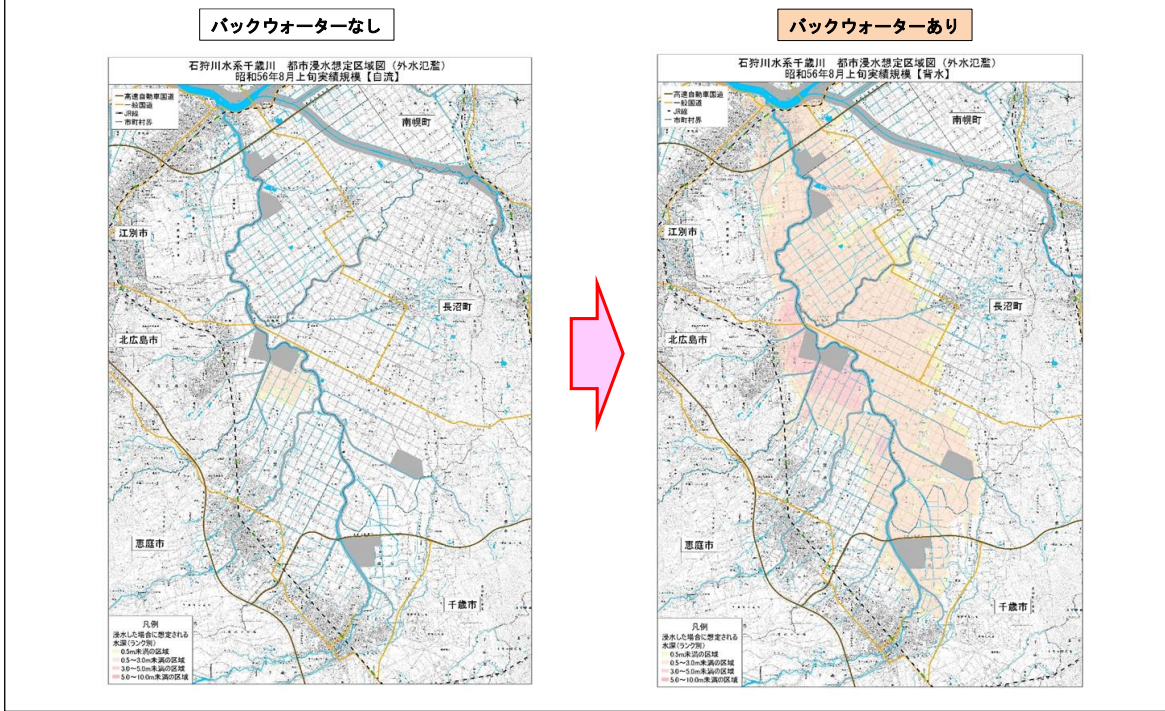 バックウォーターなし
石狩川水系千歳川 都市浸水想定区域図(外水氾濫)
昭和56年8月上旬実績規模【自流】
高速自動車国道
一般国道
JR線
市町村界
南幌町
江別市
長沼町
北広島市
恵庭市
千歳市
凡例
浸水した場合に想定される
水深(ランク別)
0.5m未満の区域
0.5~3.0m未満の区域
3.0~5.0m未満の区域
5.0~10.0m未満の区域
バックウォーターあり
石狩川水系千歳川 都市浸水想定区域図(外水氾濫)
昭和56年8月上旬実績規模【背水】
高速自動車国道
一般国道
JR線
市町村界
南幌町
江別市
長沼町
北広島市
恵庭市
千歳市
凡例
浸水した場合に想定される
水深(ランク別)
0.5m未満の区域
0.5~3.0m未満の区域
3.0~5.0m未満の区域
5.0~10.0m未満の区域